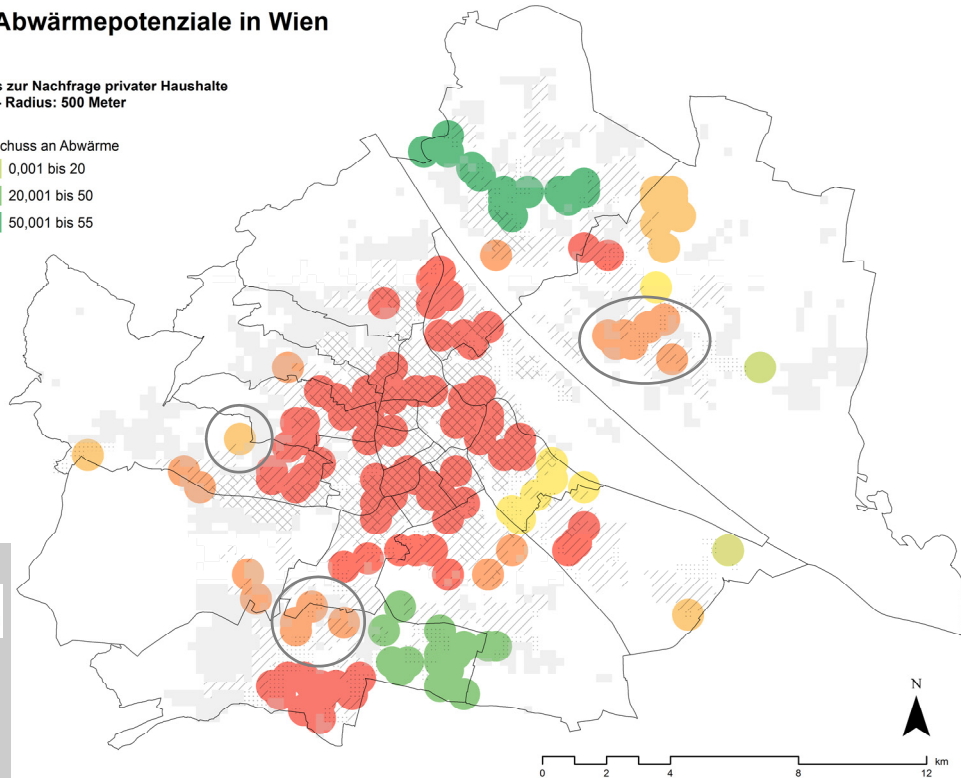 Abwärmepotenziale in Wien
zur Nachfrage privater Haushalte
Radius: 500 Meter
chuss an Abwärme
0,001 bis 20
20,001 bis 50
50,001 bis 55
N
km
0 2 4 8 12